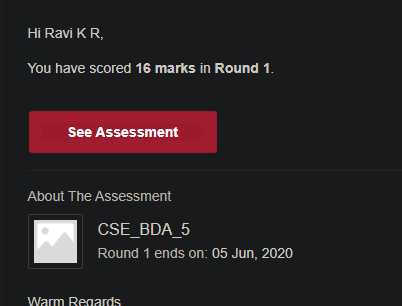 Hi Ravi K R,
You have scored 16 marks in Round 1.
See Assessment
About The Assessment
CSE_BDA_5
Round 1 ends on: 05 Jun, 2020
Warm Regards